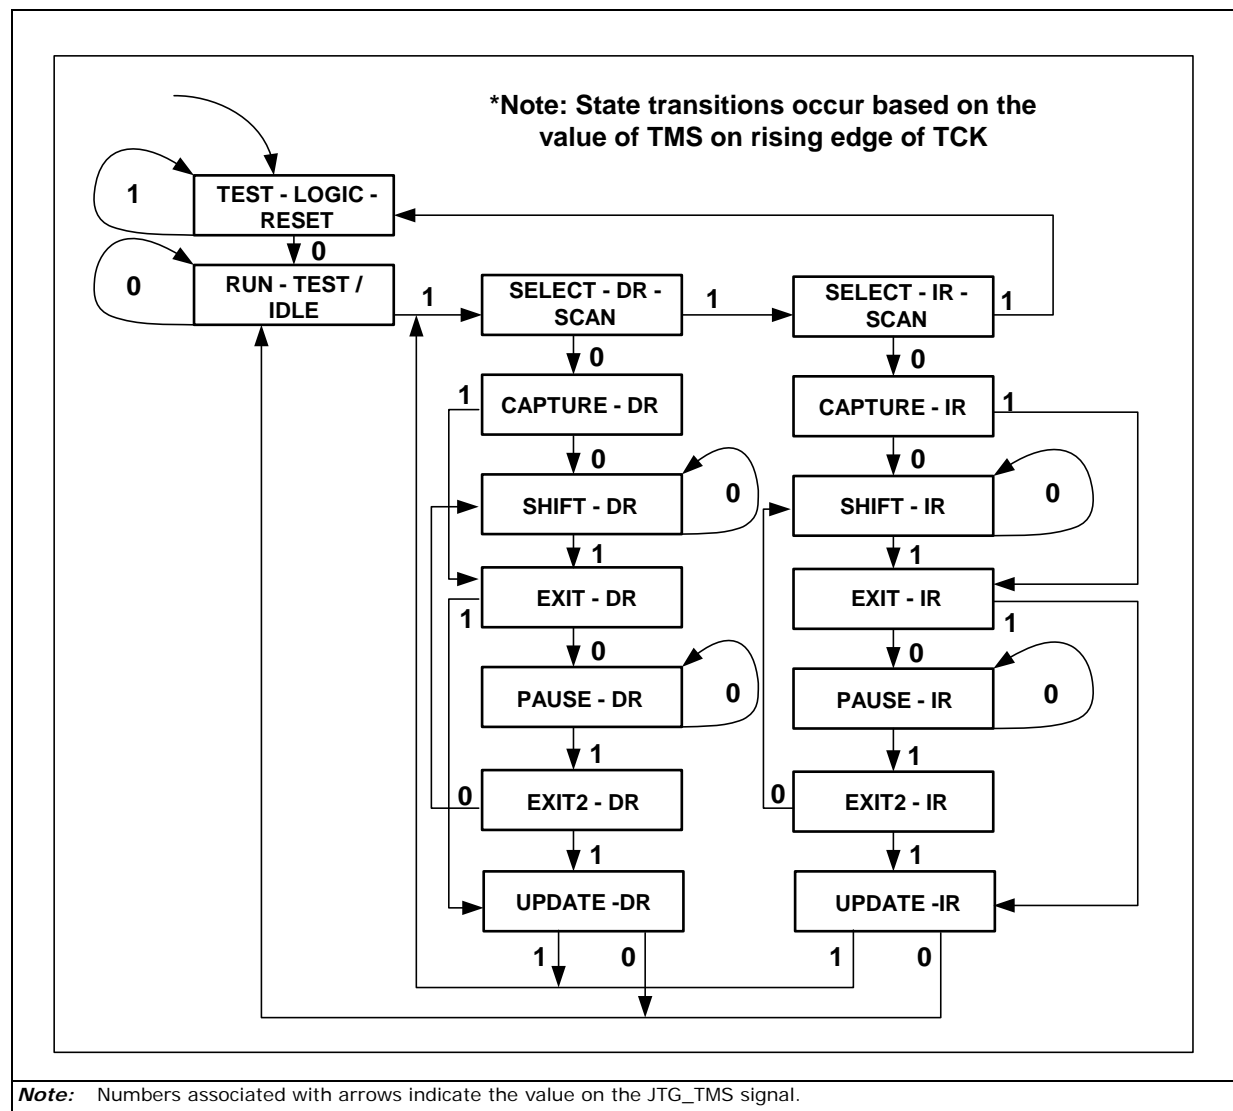 *Note: State transitions occur based on the
value of TMS on rising edge of TCK
1
TEST - LOGIC -
RESET
0
0
RUN - TEST /
IDLE
1
SELECT - DR -
SCAN
1
SELECT - IR -
SCAN
1
0
0
1
CAPTURE - DR
CAPTURE - IR
1
0
0
SHIFT - DR
0
SHIFT - IR
0
1
1
EXIT - DR
EXIT - IR
1
1
0
0
PAUSE - DR
0
PAUSE - IR
0
1
1
0
EXIT2 - DR
0
EXIT2 - IR
1
1
UPDATE -DR
UPDATE -IR
1
0
1
0
Note: Numbers associated with arrows indicate the value on the JTG_TMS signal.